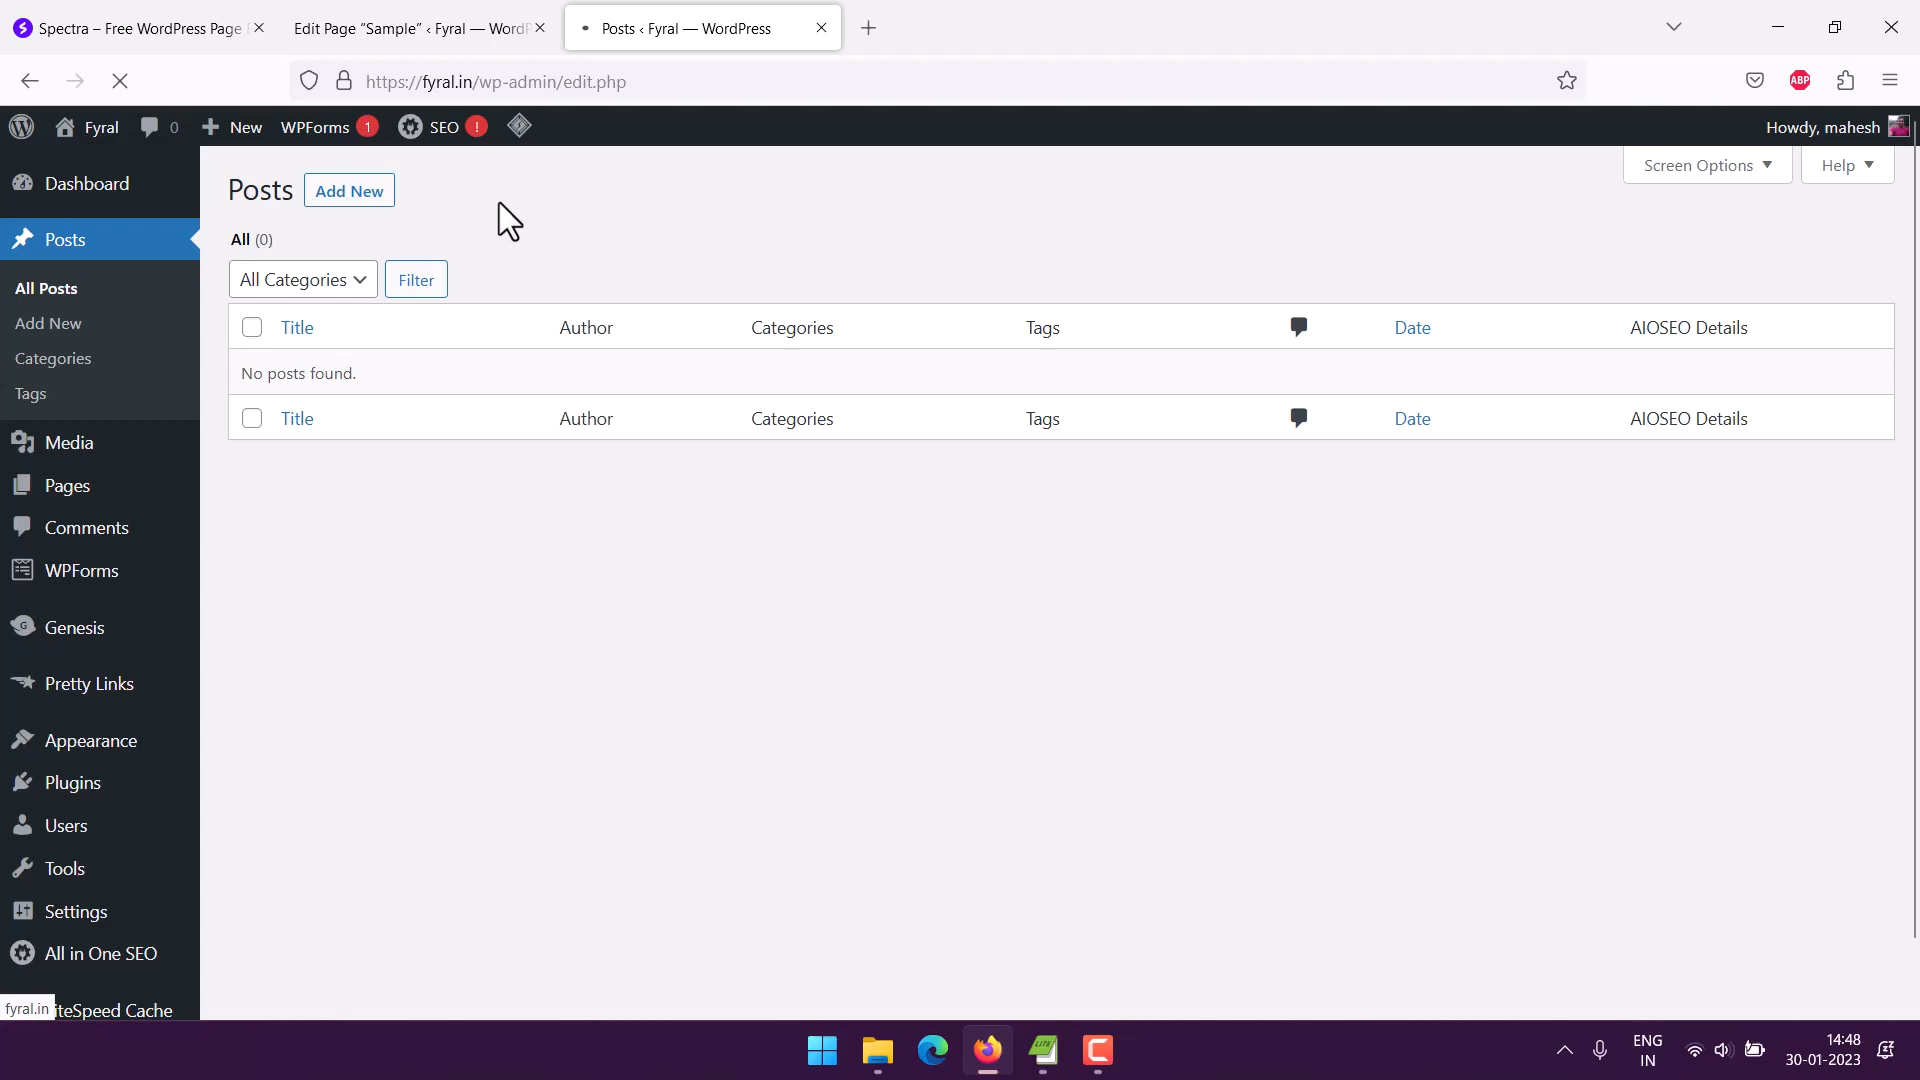 Spectra – Free WordPress Page
Edit Page “Sample” ‹ Fyral — WordP
Posts ‹ Fyral — WordPress
https://fyral.in/wp-admin/edit.php
ABP
Fyral
0
New
WPForms 1
SEO !
Howdy, mahesh
Dashboard
Posts
All Posts
Add New
Categories
Tags
Media
Pages
Comments
WPForms
Genesis
Pretty Links
Appearance
Plugins
Users
Tools
Settings
All in One SEO
iteSpeed Cache
fyral.in
Posts
Add New
Screen Options
Help
All (0)
All Categories
Filter
Title Author Categories Tags Date AIOSEO Details
No posts found.
Title Author Categories Tags Date AIOSEO Details
LITE
ENG
IN
14:48
30-01-2023